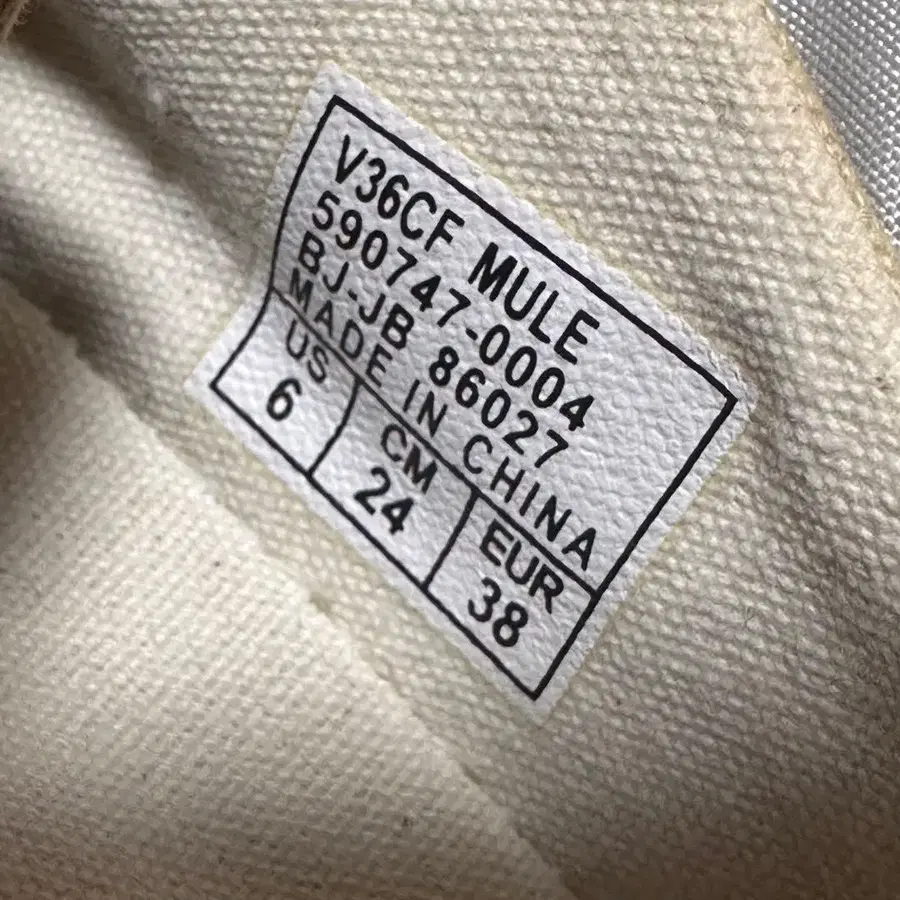 V36CF MULE
590747-0004
BJ-JB 86027
MADE IN CHINA
US CM EUR
6 24 38